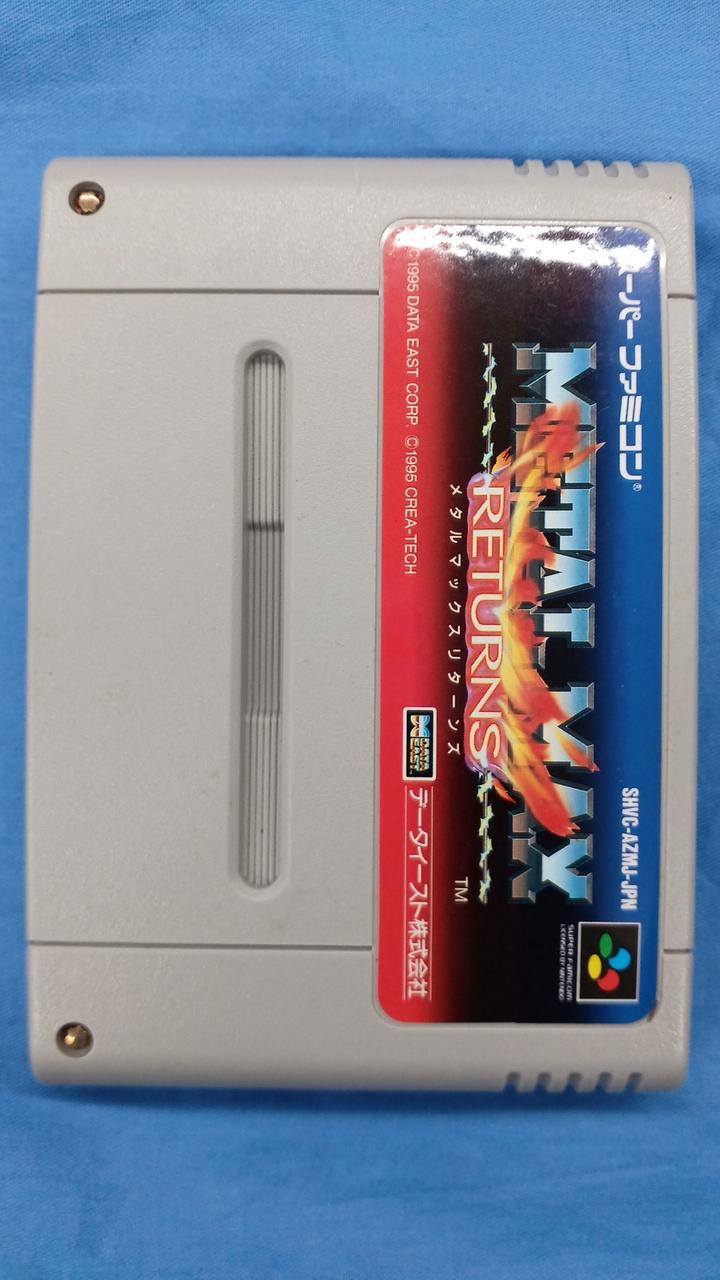 スーパーファミコン®
SHVC-AZMJ-JPN
METAL MAX
RETURNS
TM
メタルマックスリターンズ
SUPER FAMICOM
LICENSED BY NINTENDO
DATA
EAST
データイースト株式会社
©1995 DATA EAST CORP. ©1995 CREA-TECH